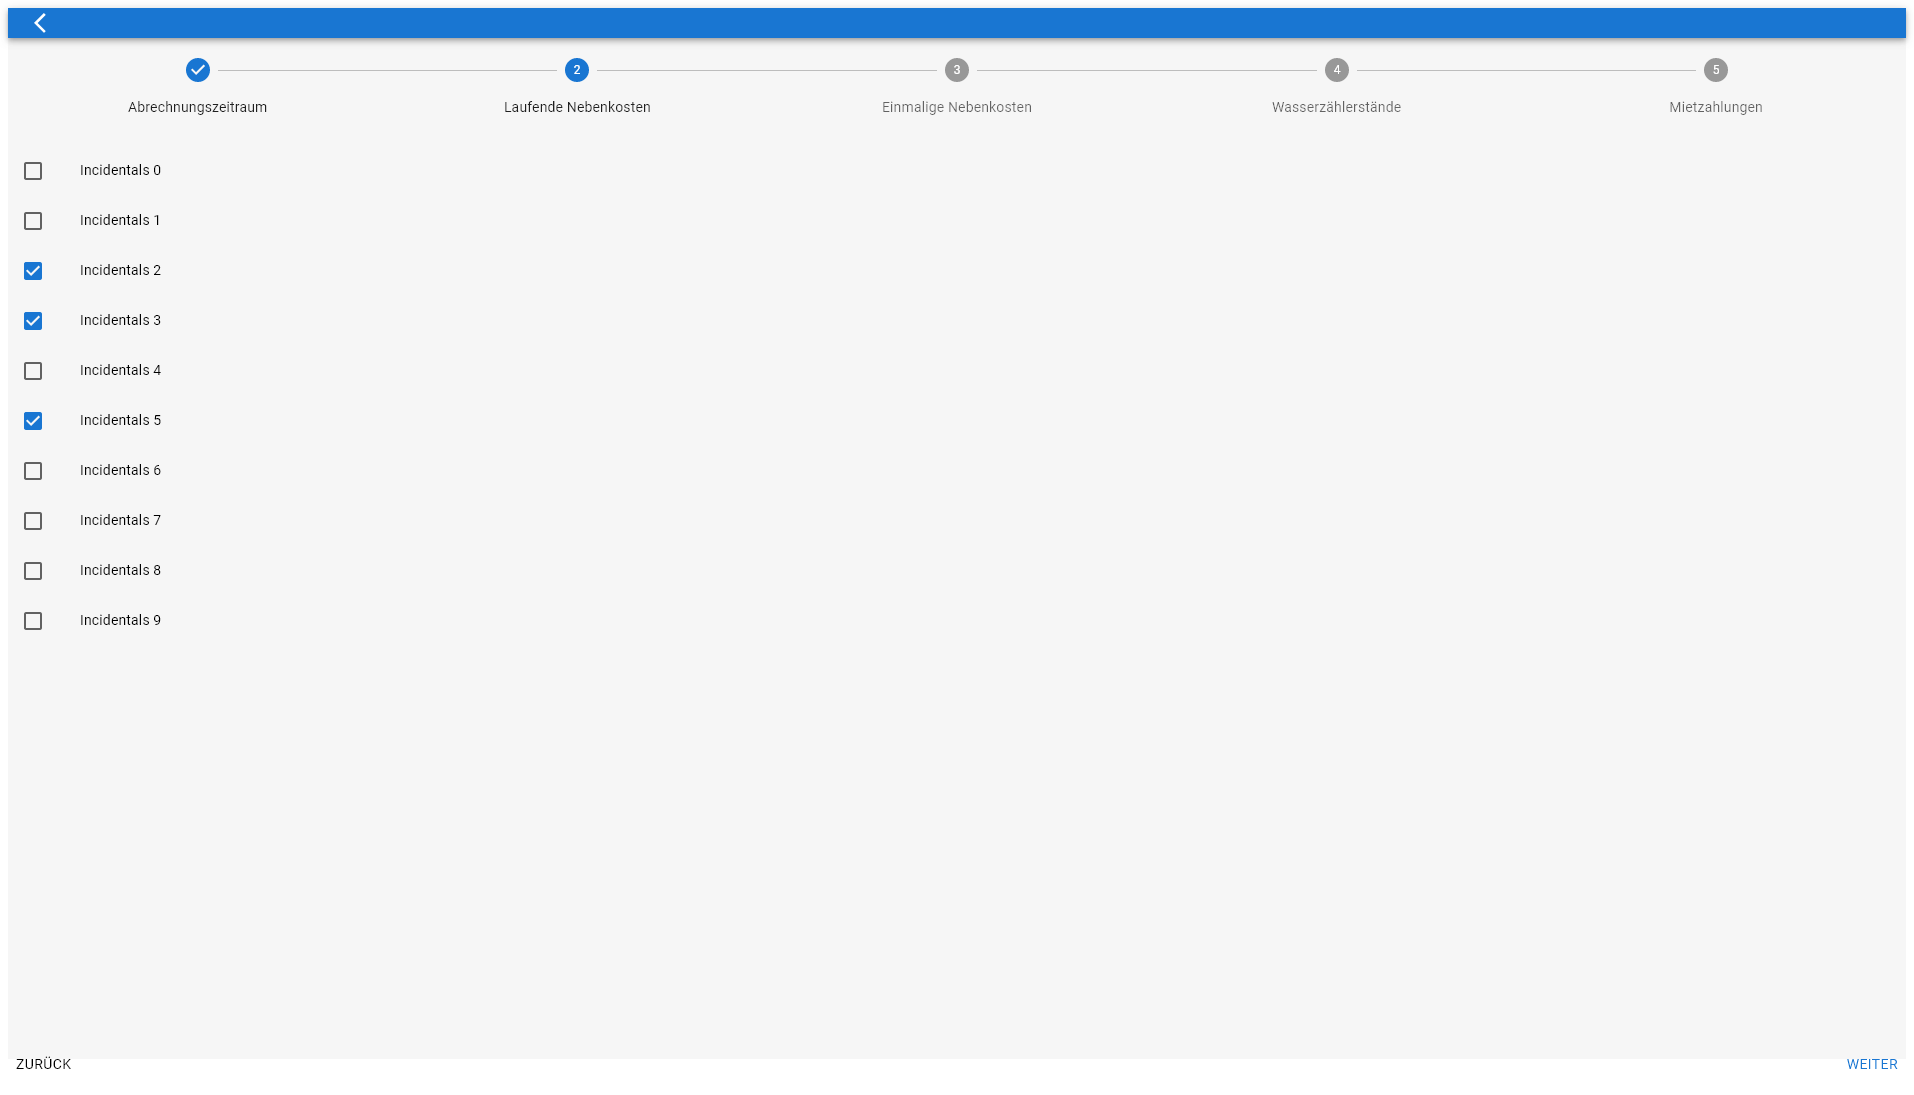 2
3
4
5
Abrechnungszeitraum
Laufende Nebenkosten
Einmalige Nebenkosten
Wasserzählerstände
Mietzahlungen
Incidentals 0
Incidentals 1
Incidentals 2
Incidentals 3
Incidentals 4
Incidentals 5
Incidentals 6
Incidentals 7
Incidentals 8
Incidentals 9
ZURÜCK
WEITER